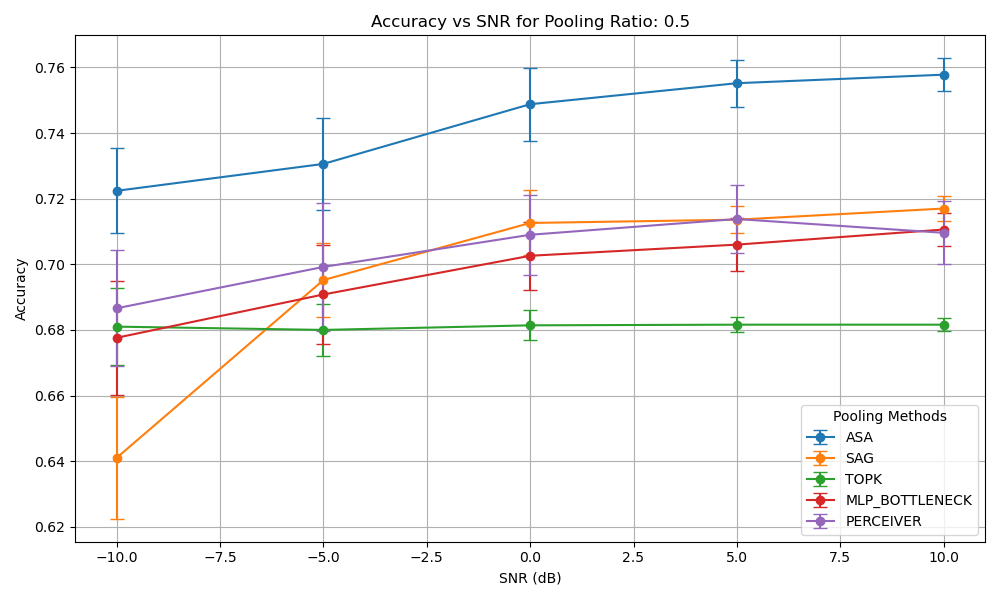 Accuracy vs SNR for Pooling Ratio: 0.5
Accuracy
0.76
0.74
0.72
0.70
0.68
0.66
0.64
0.62
Pooling Methods
ASA
SAG
TOPK
MLP_BOTTLENECK
PERCEIVER
−10.0 −7.5 −5.0 −2.5 0.0 2.5 5.0 7.5 10.0
SNR (dB)